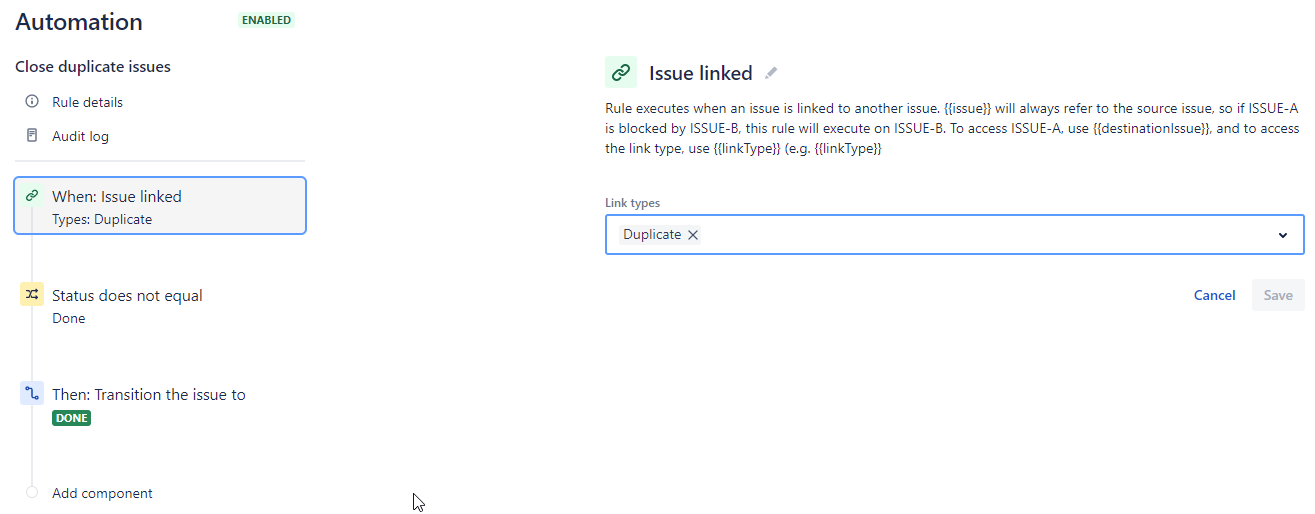 Automation
ENABLED
Close duplicate issues
Rule details
Audit log
When: Issue linked
Types: Duplicate
Status does not equal
Done
Then: Transition the issue to
DONE
Add component
Issue linked
Rule executes when an issue is linked to another issue. {{issue}} will always refer to the source issue, so if ISSUE-A
is blocked by ISSUE-B, this rule will execute on ISSUE-B. To access ISSUE-A, use {{destinationIssue}}, and to access
the link type, use {{linkType}} (e.g. {{linkType}}
Link types
Duplicate
Cancel
Save